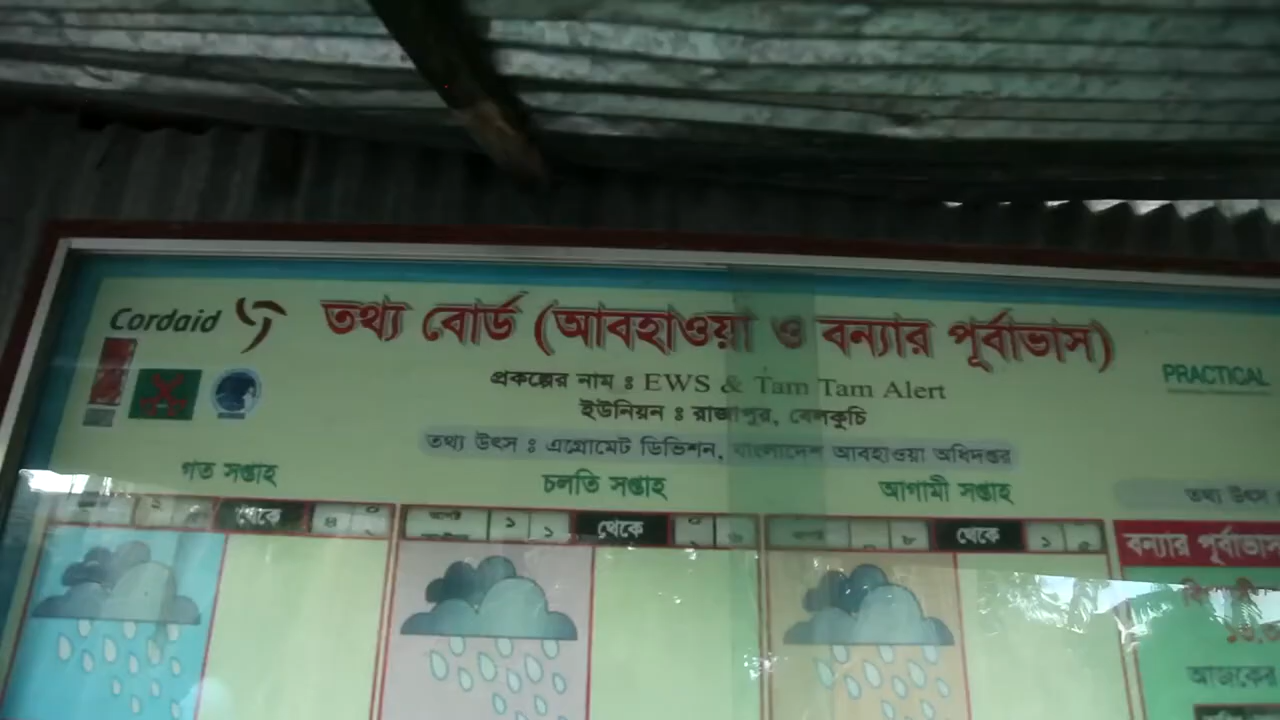 Cordaid
তথ্য বোর্ড (আবহাওয়া ও বন্যার পূর্বাভাস)
PRACTICAL
প্রকল্পের নাম : EWS & Tam Tam Alert
ইউনিয়ন : রাজাপুর, বেলকুচি
তথ্য উৎস : এগ্রোমেট ডিভিশন, বাংলাদেশ আবহাওয়া অধিদপ্তর
গত সপ্তাহ
চলতি সপ্তাহ
আগামী সপ্তাহ
তথ্য উৎস
থেকে
থেকে
থেকে
বন্যার পূর্বাভাস
আজকের